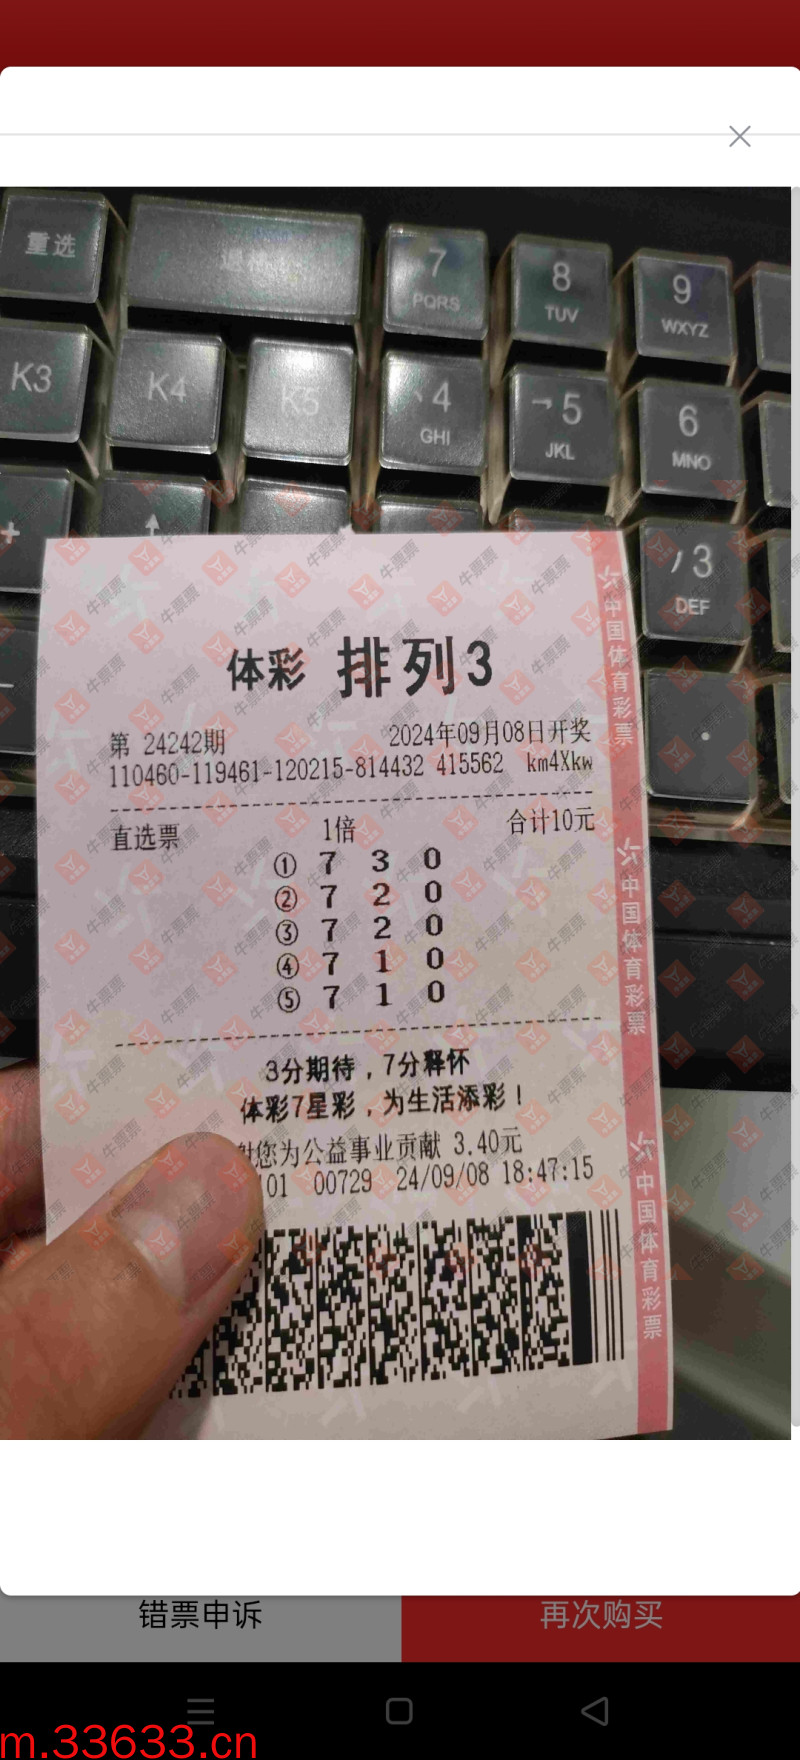 重选
7
PQRS
8
TUV
9
WXYZ
K3
K4
K5
4
GHI
5
JKL
6
MNO
3
DEF
体彩 排列3
第 24242期 2024年09月08日开奖
110460-119461-120215-814432 415562 km4Xkw
直选票 1倍 合计10元
① 7 3 0
② 7 2 0
③ 7 2 0
④ 7 1 0
⑤ 7 1 0
3分期待，7分释怀
体彩7星彩，为生活添彩！
您为公益事业贡献 3.40元
01 00729 24/09/08 18:47:15
中国体育彩票
中国体育彩票
中国体育彩票
牛票票
错票申诉
再次购买
m.33633.cn